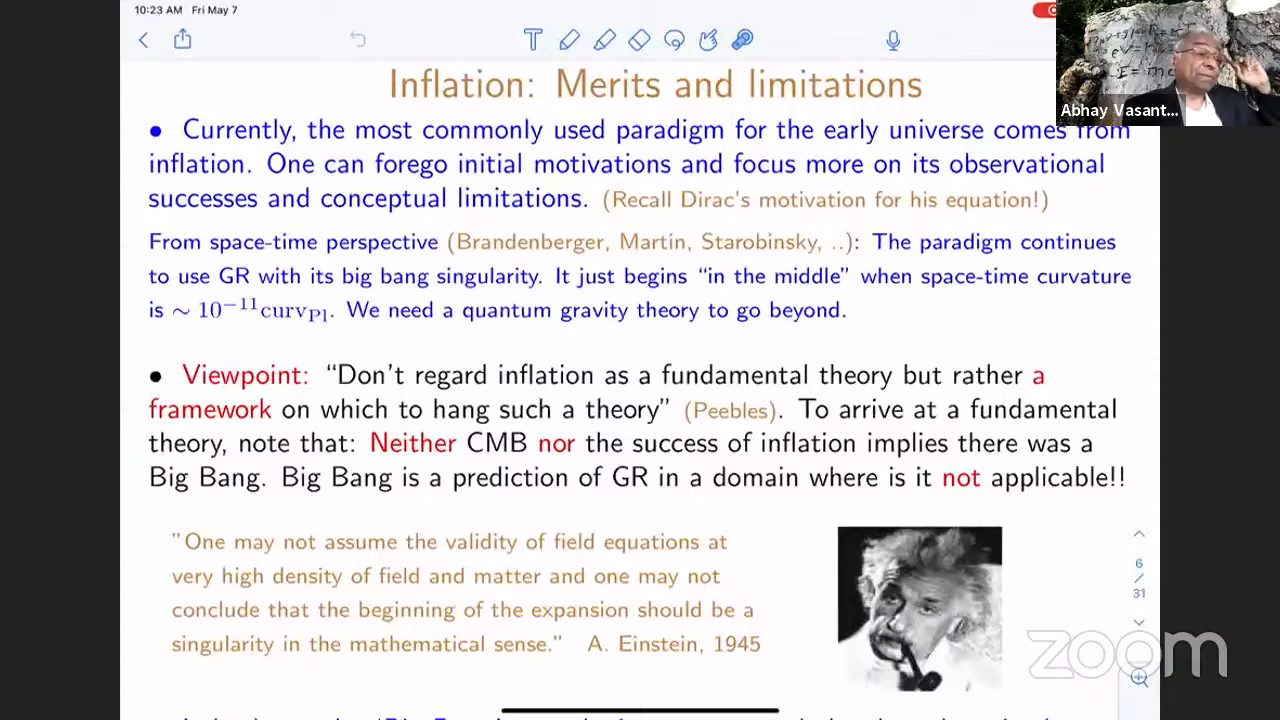 10:23 AM Fri May 7
Inflation: Merits and limitations
• Currently, the most commonly used paradigm for the early universe comes from
inflation. One can forego initial motivations and focus more on its observational
successes and conceptual limitations. (Recall Dirac's motivation for his equation!)
From space-time perspective (Brandenberger, Martin, Starobinsky, ..): The paradigm continues
to use GR with its big bang singularity. It just begins “in the middle” when space-time curvature
is ∼ 10⁻¹¹curv_Pl. We need a quantum gravity theory to go beyond.
• Viewpoint: “Don't regard inflation as a fundamental theory but rather a
framework on which to hang such a theory” (Peebles). To arrive at a fundamental
theory, note that: Neither CMB nor the success of inflation implies there was a
Big Bang. Big Bang is a prediction of GR in a domain where is it not applicable!!
"One may not assume the validity of field equations at
very high density of field and matter and one may not
conclude that the beginning of the expansion should be a
singularity in the mathematical sense." A. Einstein, 1945
Abhay Vasant...
6
/
31
zoom